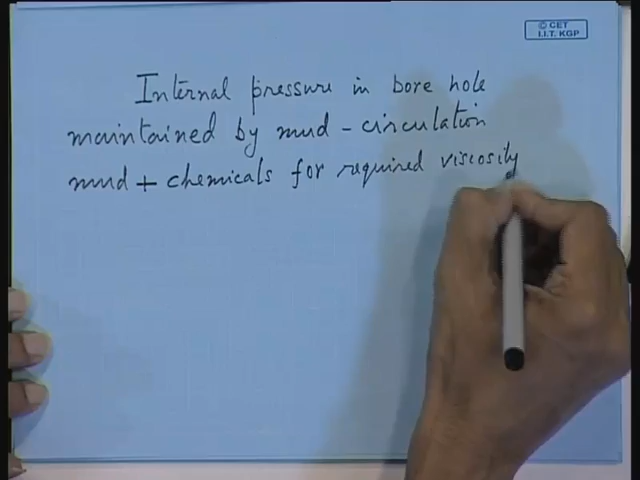 © CET
I.I.T. KGP
Internal pressure in bore hole
maintained by mud - circulation
mud + chemicals for required viscosity